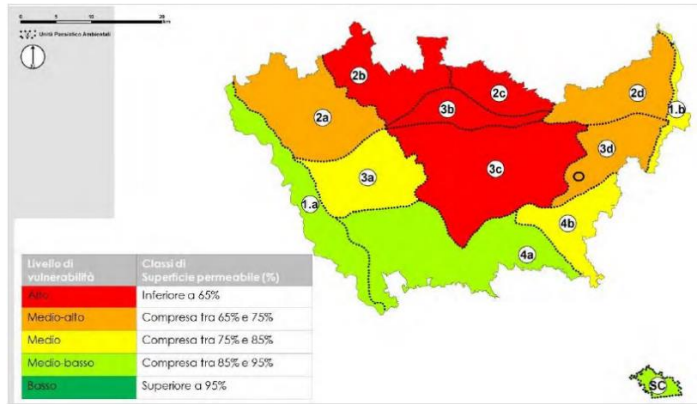 0 5 10 20
Unità Paesistico Ambientali
2b
2c
2d
3b
1.b
2a
3d
3a
3c
1.a
4b
4a
Livello di vulnerabilità
Classi di Superficie permeabile (%)
Alto
Inferiore a 65%
Medio-alto
Compresa tra 65% e 75%
Medio
Compresa tra 75% e 85%
Medio-basso
Compresa tra 85% e 95%
Basso
Superiore a 95%
SC